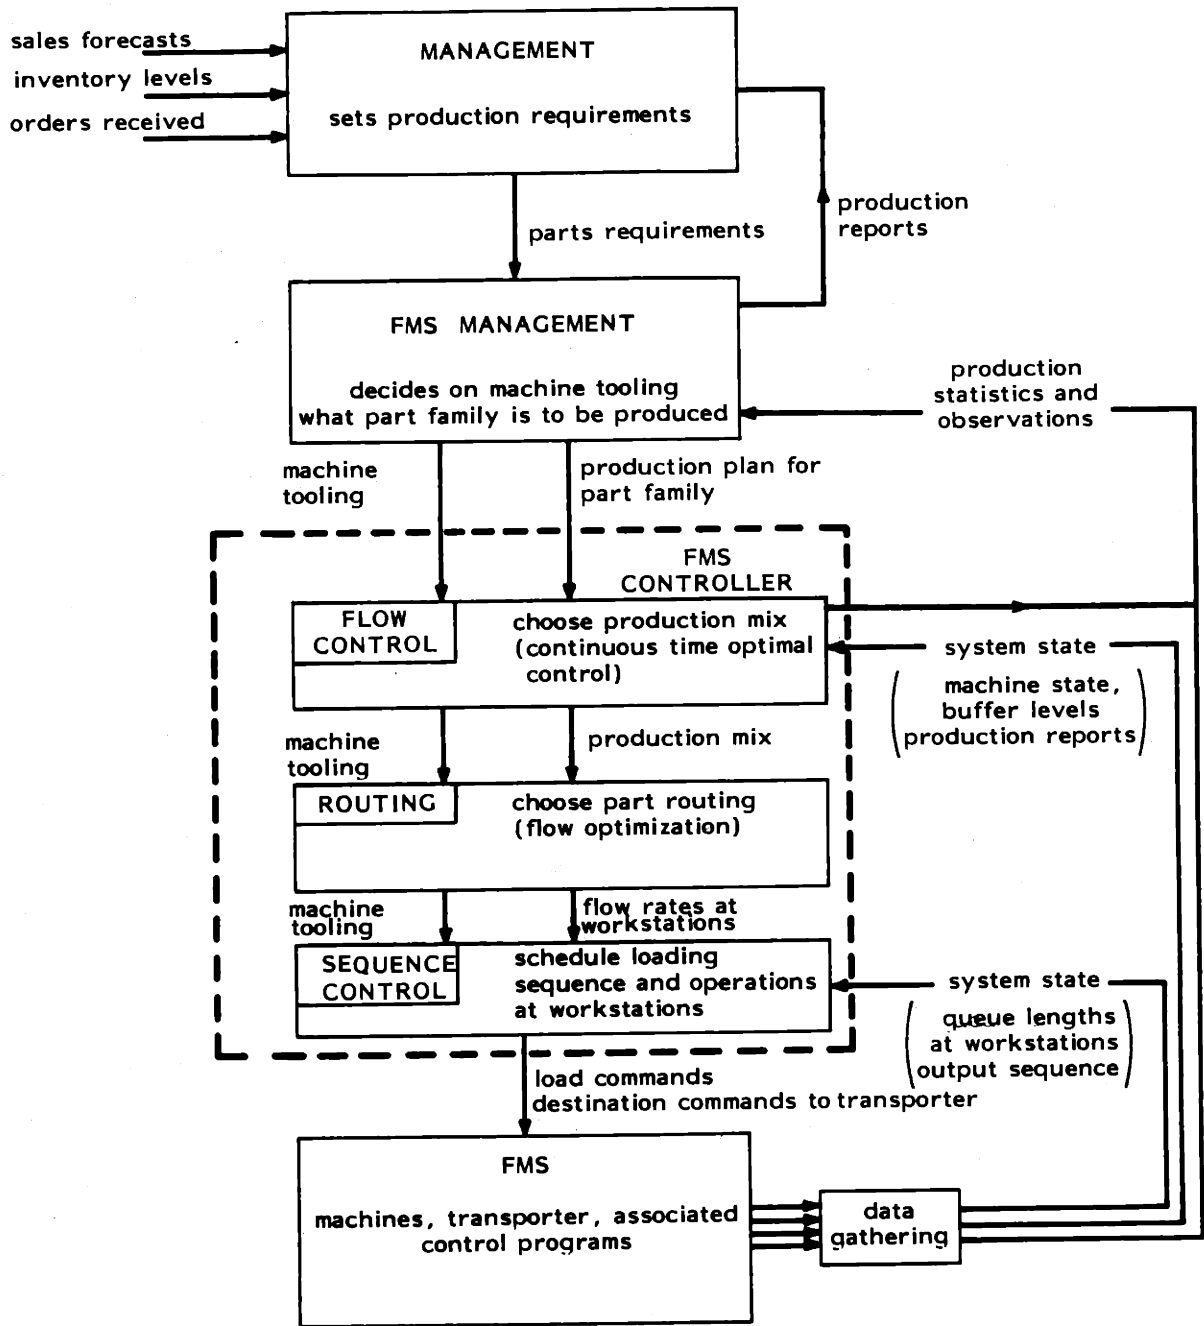 sales forecasts
inventory levels
orders received
MANAGEMENT
sets production requirements
production
reports
parts requirements
FMS MANAGEMENT
decides on machine tooling
what part family is to be produced
production
statistics and
observations
machine
tooling
production plan for
part family
FMS
CONTROLLER
FLOW
CONTROL
choose production mix
(continuous time optimal
control)
system state
(machine state,
buffer levels
production reports)
machine
tooling
production mix
ROUTING
choose part routing
(flow optimization)
machine
tooling
flow rates at
workstations
SEQUENCE
CONTROL
schedule loading
sequence and operations
at workstations
system state
(queue lengths
at workstations
output sequence)
load commands
destination commands to transporter
FMS
machines, transporter, associated
control programs
data
gathering